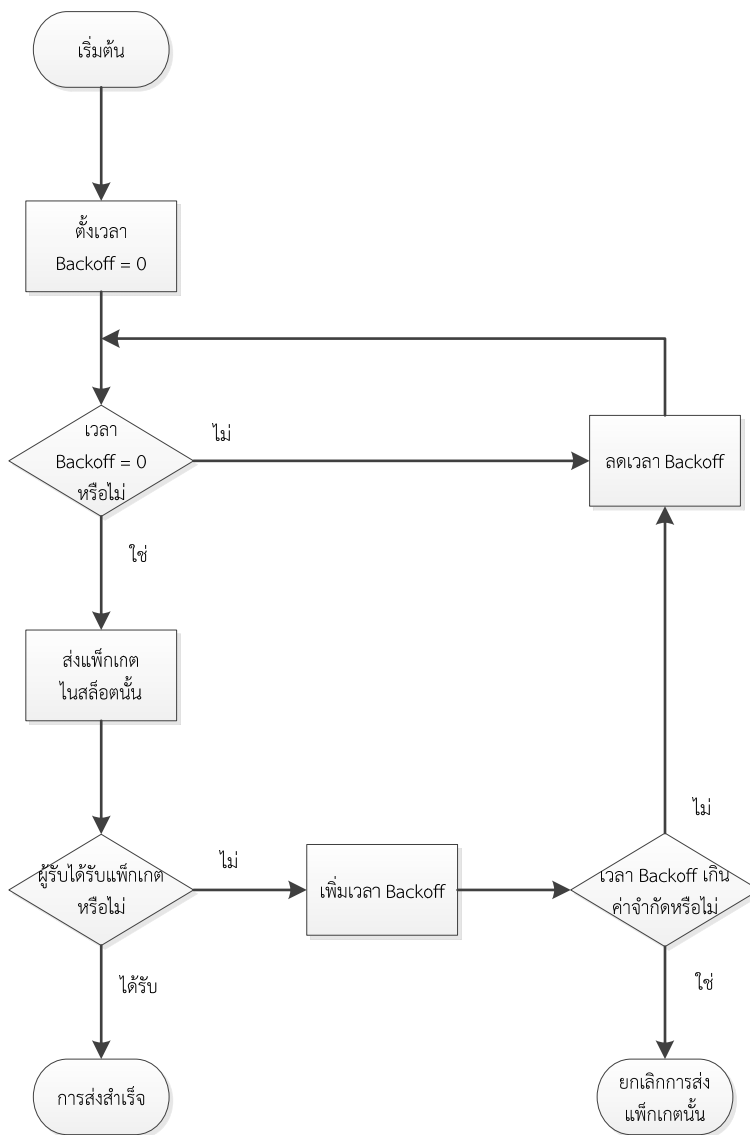 เริ่มต้น
ตั้งเวลา
Backoff = 0
เวลา
Backoff = 0
หรือไม่
ไม่
ลดเวลา Backoff
ใช่
ส่งแพ็กเกต
ในสล็อตนั้น
ผู้รับได้รับแพ็กเกต
หรือไม่
ไม่
เพิ่มเวลา Backoff
เวลา Backoff เกิน
ค่าจำกัดหรือไม่
ไม่
ได้รับ
ใช่
การส่งสำเร็จ
ยกเลิกการส่ง
แพ็กเกตนั้น